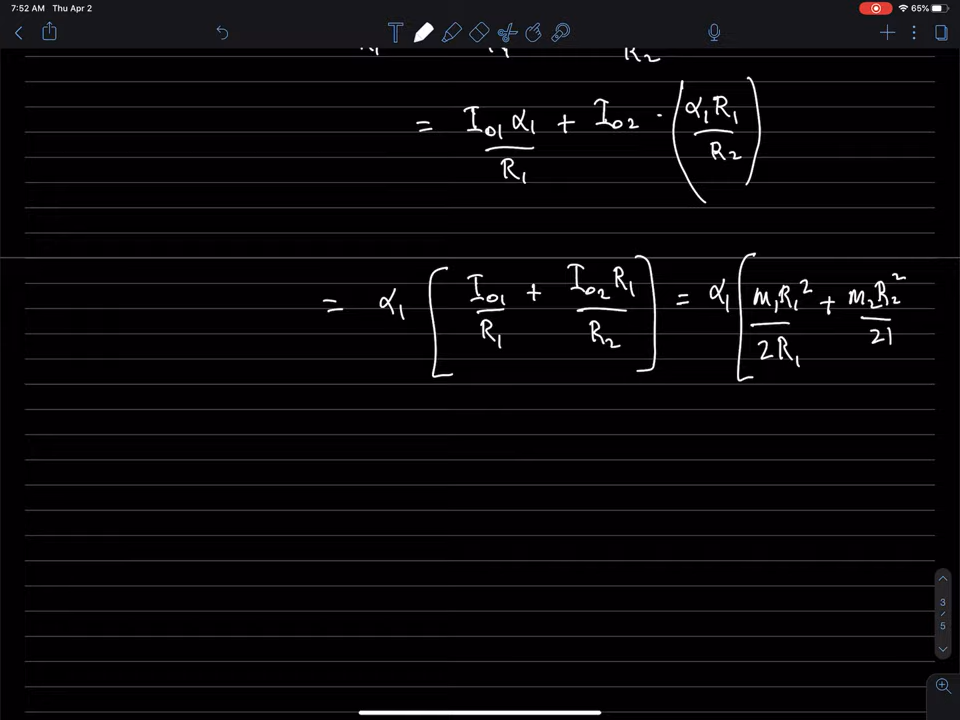 7:52 AM Thu Apr 2
65%
T
R₂
= I₀₁α₁/R₁ + I₀₂ · (α₁R₁/R₂)
= α₁ [I₀₁/R₁ + I₀₂R₁/R₂] = α₁ [m₁R₁²/2R₁ + m₂R₂²/21
3
/
5